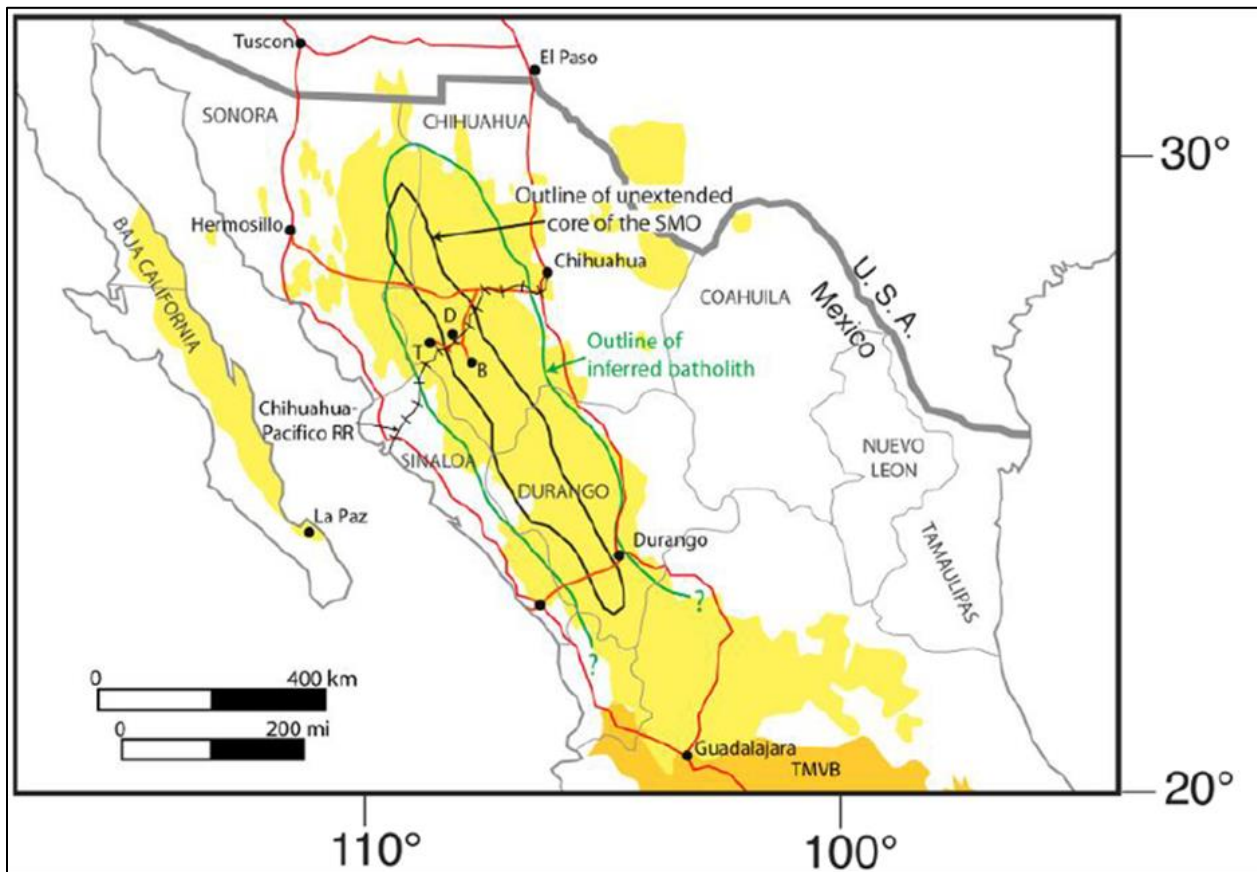 Tuscon
El Paso
SONORA
CHIHUAHUA
30°
Outline of unextended
core of the SMO
Hermosillo
BAJA CALIFORNIA
Chihuahua
U. S. A.
Mexico
COAHUILA
D
T
B
Outline of
inferred batholith
Chihuahua-
Pacifico RR
SINALOA
NUEVO
LEON
DURANGO
La Paz
Durango
TAMAULIPAS
?
?
0 400 km
0 200 mi
Guadalajara
TMVB
20°
110°
100°